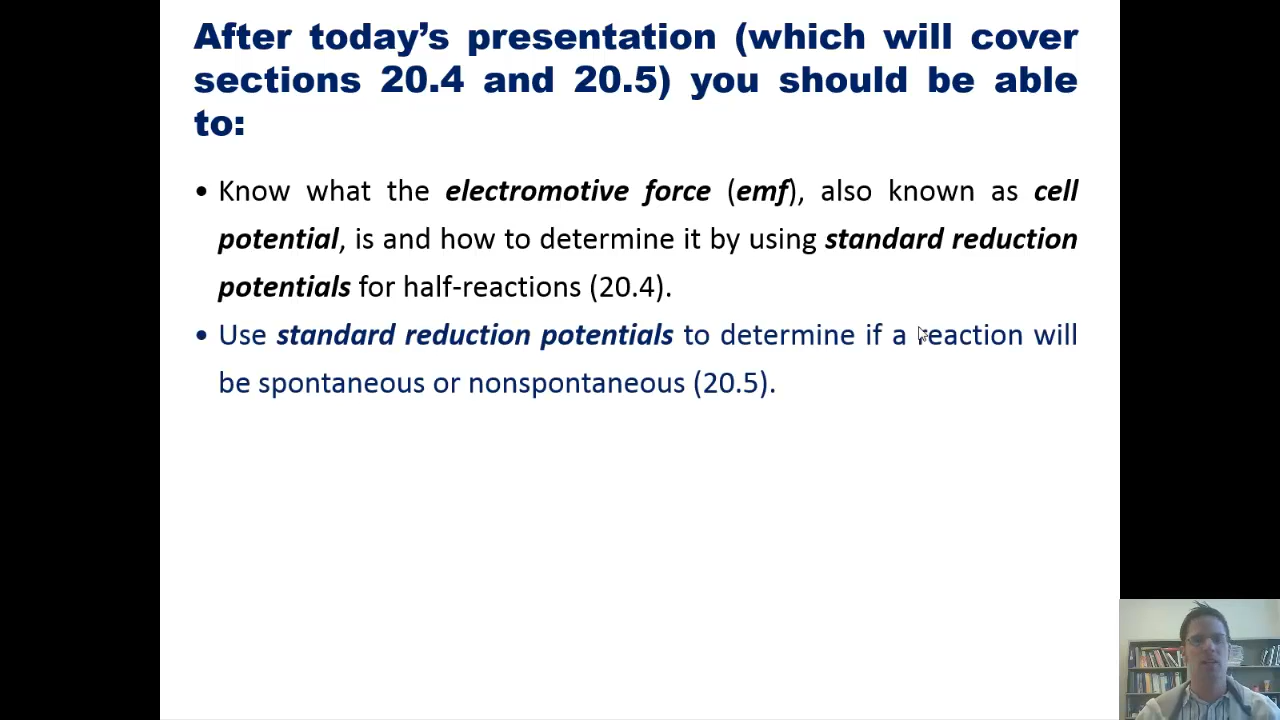 After today’s presentation (which will cover
sections 20.4 and 20.5) you should be able
to:
• Know what the electromotive force (emf), also known as cell
potential, is and how to determine it by using standard reduction
potentials for half-reactions (20.4).
• Use standard reduction potentials to determine if a reaction will
be spontaneous or nonspontaneous (20.5).